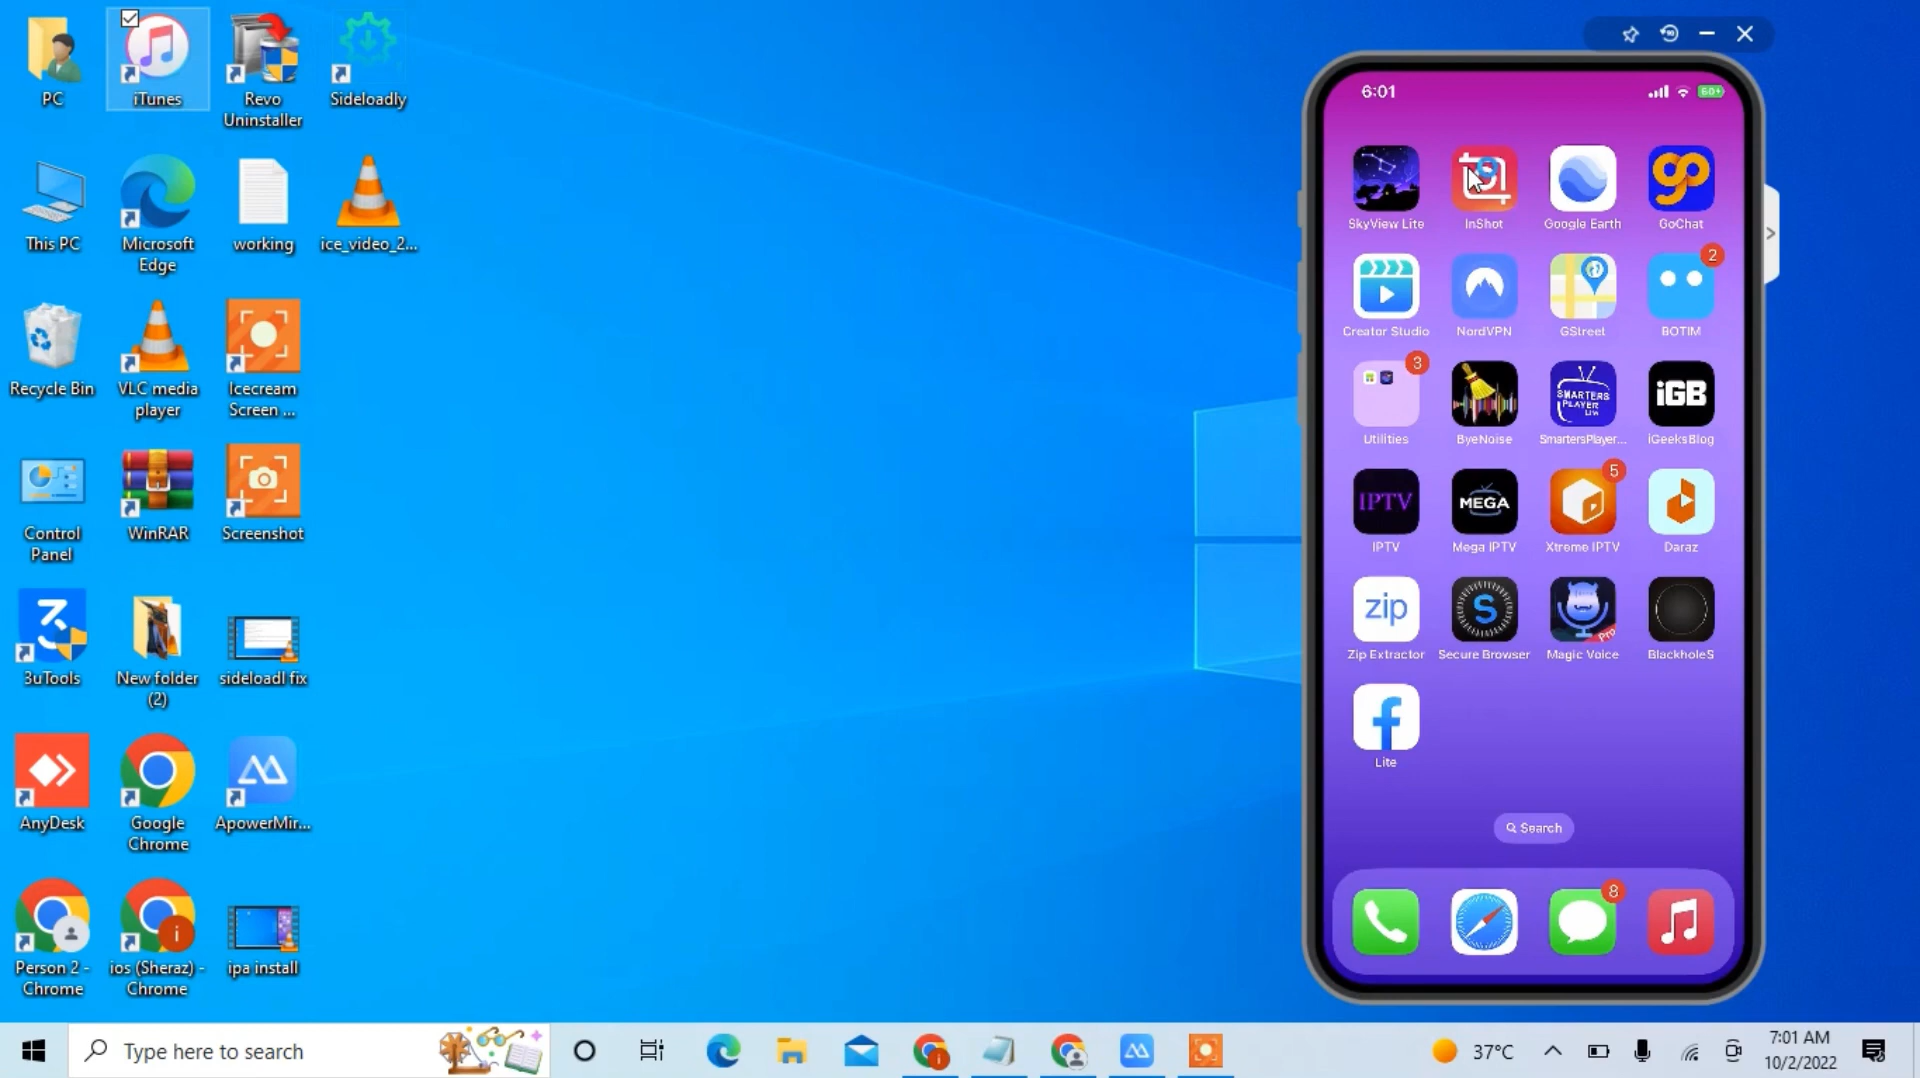 PC
iTunes
Revo
Uninstaller
Sideloadly
This PC
Microsoft
Edge
working
ice_video_2...
Recycle Bin
VLC media
player
Icecream
Screen ...
Control
Panel
WinRAR
Screenshot
3uTools
New folder
(2)
sideloadl fix
AnyDesk
Google
Chrome
ApowerMir...
Person 2 -
Chrome
ios (Sheraz) -
Chrome
ipa install
6:01
60+
SkyView Lite
InShot
Google Earth
go
GoChat
Creator Studio
NordVPN
GStreet
2
BOTIM
3
Utilities
ByeNoise
SMARTERS
PLAYER
LITE
SmartersPlayer...
iGB
iGeeksBlog
IPTV
IPTV
MEGA
Mega IPTV
5
Xtreme IPTV
Daraz
zip
Zip Extractor
S
Secure Browser
Pro
Magic Voice
BlackholeS
f
Lite
Search
8
Type here to search
37°C
7:01 AM
10/2/2022